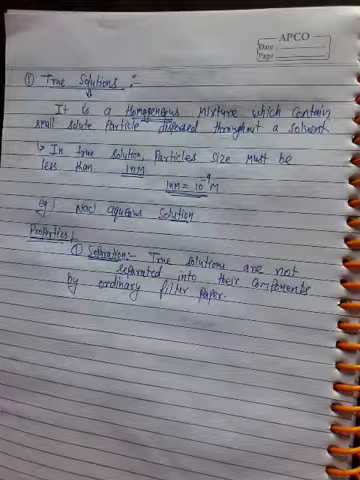 APCO
Date :
Page
① True Solutions :-
It is a Homogeneous mixture which contain
small solute particle dispersed throughout a solvent
↳ In true solution, Particles size must be
less than 1nM
1nM = 10⁻⁹ M
eg: Nacl aqueous Solution
Properties:
① Separation:- True solutions are not
separated into their components
by ordinary filter paper.